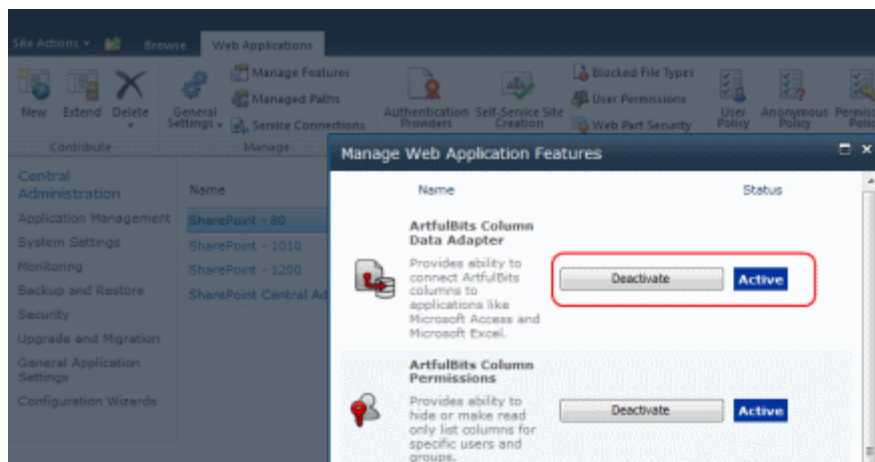 Site Actions Browse Web Applications
New Extend Delete
General Settings
Manage Features
Managed Paths
Service Connections
Authentication Providers
Self-Service Site Creation
Blocked File Types
User Permissions
Web Part Security
User Policy
Anonymous Policy
Contribute Manage
Central Administration
Application Management
System Settings
Monitoring
Backup and Restore
Security
Upgrade and Migration
General Application
Settings
Configuration Wizards
Name
SharePoint - 80
SharePoint - 1010
SharePoint - 1200
SharePoint Central Ad
Manage Web Application Features
Name Status
ArtfulBits Column
Data Adapter
Provides ability to
connect ArtfulBits
columns to
applications like
Microsoft Access and
Microsoft Excel.
Deactivate Active
ArtfulBits Column
Permissions
Provides ability to
hide or make read
only list columns for
specific users and
groups.
Deactivate Active